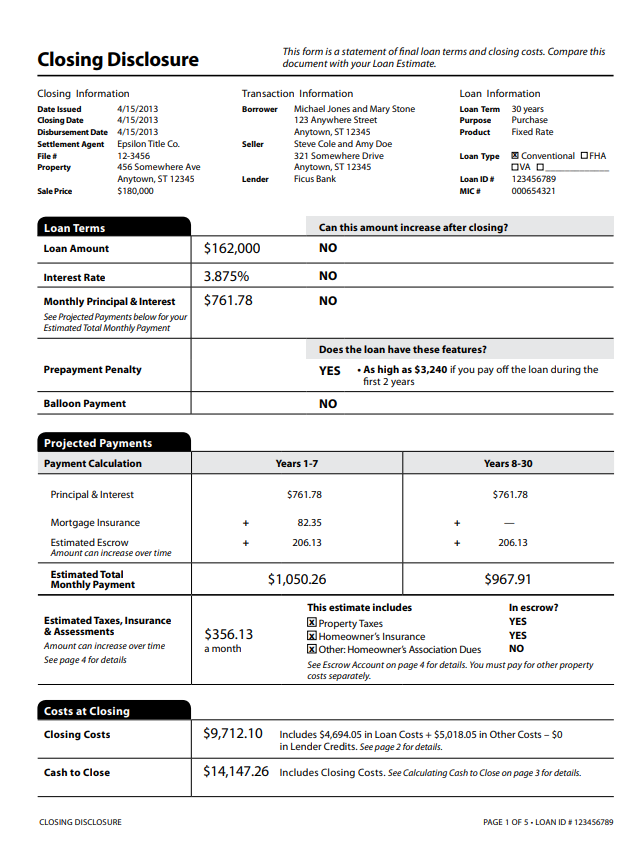 Closing Disclosure
This form is a statement of final loan terms and closing costs. Compare this
document with your Loan Estimate.
Closing Information
Date Issued 4/15/2013
Closing Date 4/15/2013
Disbursement Date 4/15/2013
Settlement Agent Epsilon Title Co.
File # 12-3456
Property 456 Somewhere Ave
Anytown, ST 12345
Sale Price $180,000
Transaction Information
Borrower Michael Jones and Mary Stone
123 Anywhere Street
Anytown, ST 12345
Seller Steve Cole and Amy Doe
321 Somewhere Drive
Anytown, ST 12345
Lender Ficus Bank
Loan Information
Loan Term 30 years
Purpose Purchase
Product Fixed Rate
Loan Type ☒ Conventional ☐ FHA
☐ VA ☐
Loan ID # 123456789
MIC # 000654321
Loan Terms Can this amount increase after closing?
Loan Amount $162,000 NO
Interest Rate 3.875% NO
Monthly Principal & Interest $761.78 NO
See Projected Payments below for your
Estimated Total Monthly Payment
Does the loan have these features?
Prepayment Penalty YES • As high as $3,240 if you pay off the loan during the
first 2 years
Balloon Payment NO
Projected Payments
Payment Calculation Years 1-7 Years 8-30
Principal & Interest $761.78 $761.78
Mortgage Insurance + 82.35 + —
Estimated Escrow + 206.13 + 206.13
Amount can increase over time
Estimated Total
Monthly Payment $1,050.26 $967.91
Estimated Taxes, Insurance
& Assessments
Amount can increase over time
See page 4 for details
$356.13
a month
This estimate includes In escrow?
☒ Property Taxes YES
☒ Homeowner's Insurance YES
☒ Other: Homeowner's Association Dues NO
See Escrow Account on page 4 for details. You must pay for other property
costs separately.
Costs at Closing
Closing Costs $9,712.10 Includes $4,694.05 in Loan Costs + $5,018.05 in Other Costs – $0
in Lender Credits. See page 2 for details.
Cash to Close $14,147.26 Includes Closing Costs. See Calculating Cash to Close on page 3 for details.
CLOSING DISCLOSURE PAGE 1 OF 5 • LOAN ID # 123456789